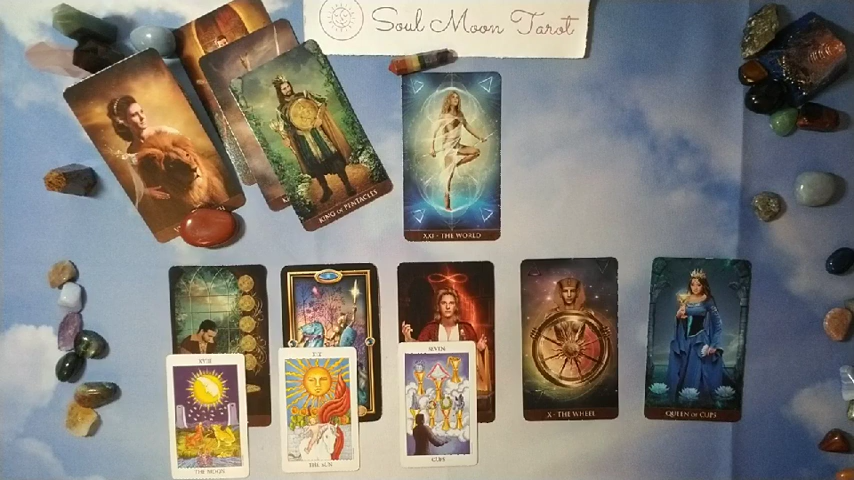 Soul Moon Tarot
KING OF PENTACLES
XXI - THE WORLD
XVIII
THE MOON
THE SUN
SEVEN
CUPS
X - THE WHEEL
QUEEN OF CUPS